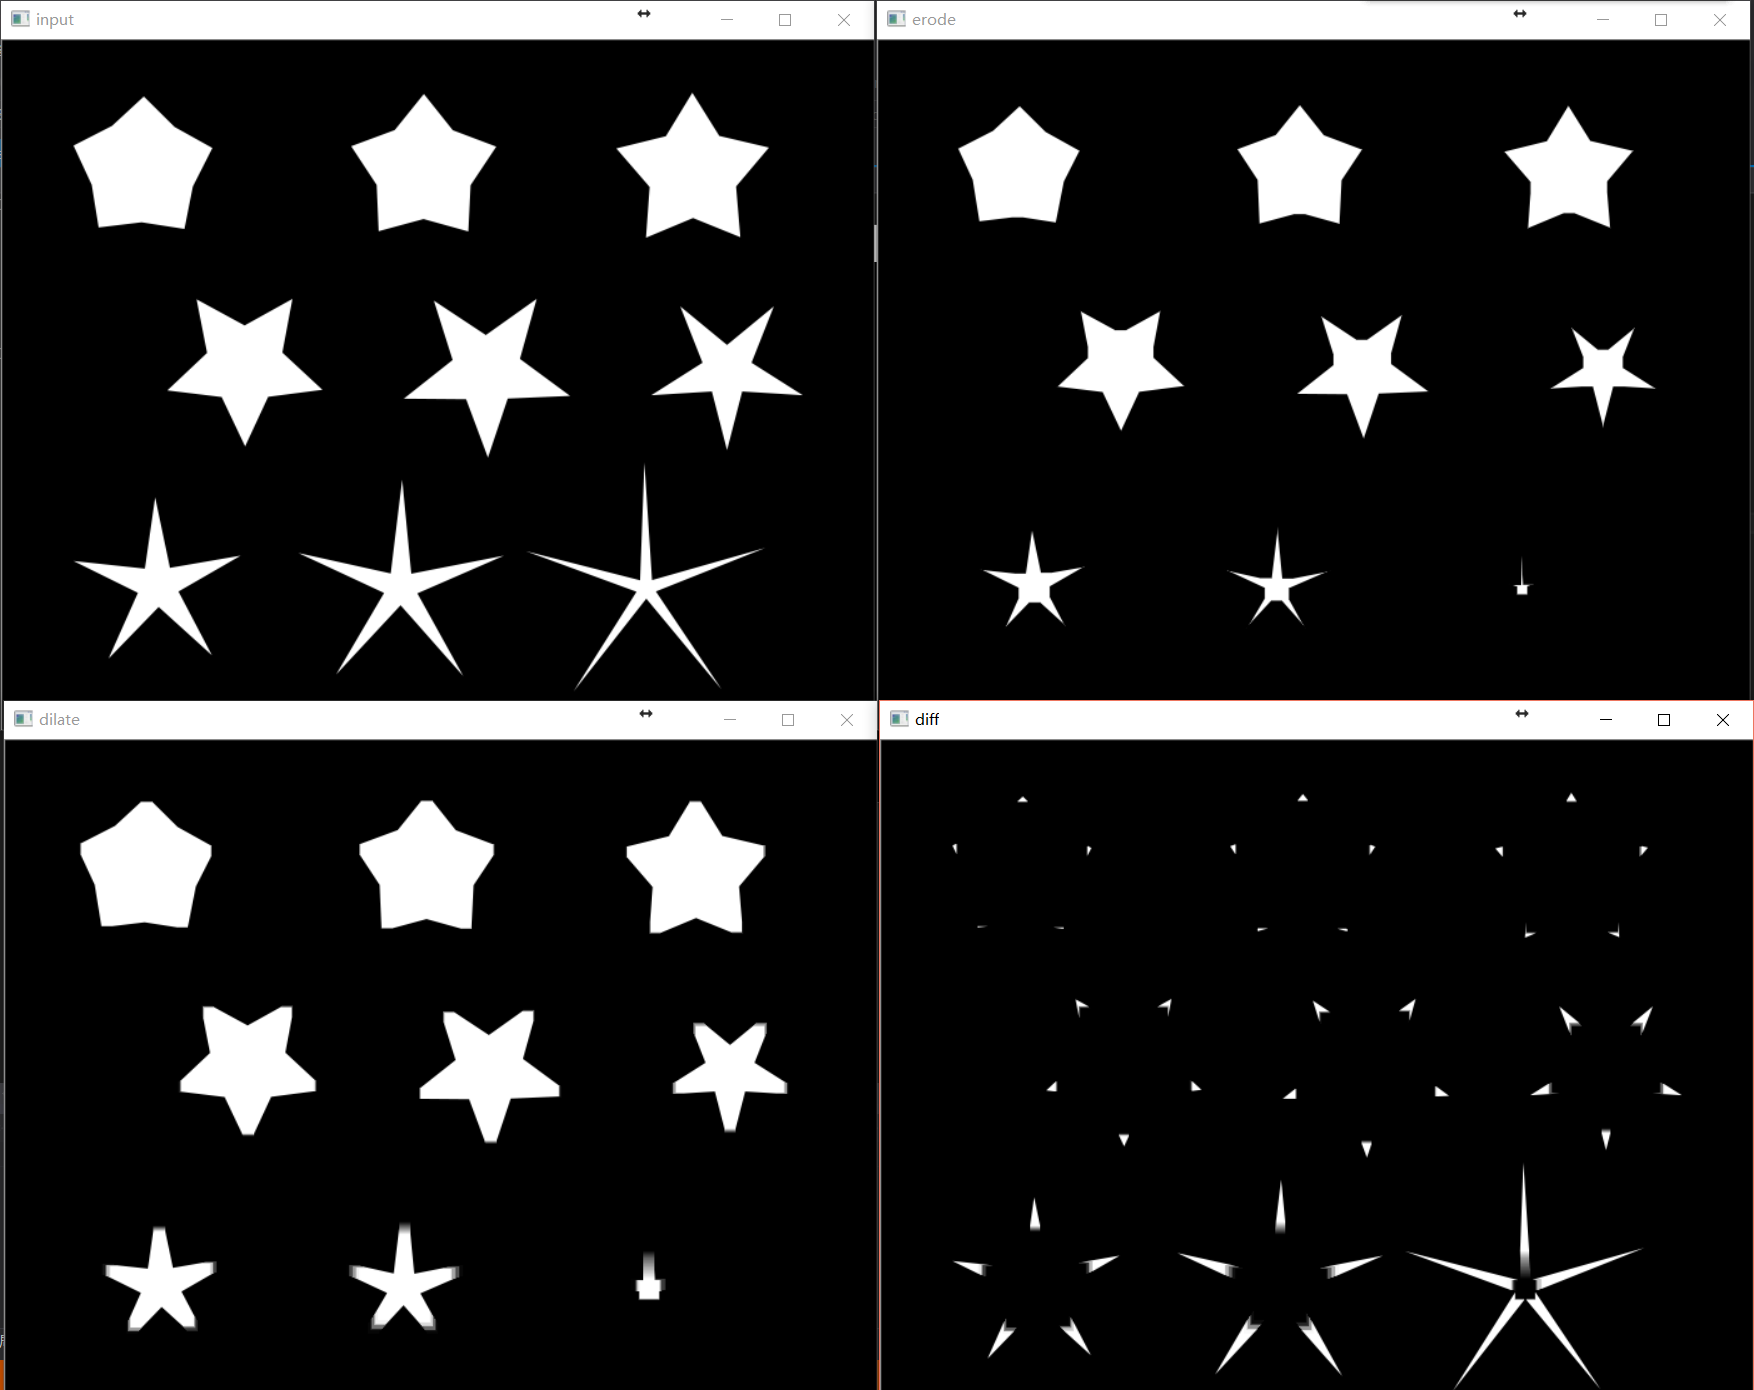 input
erode
dilate
diff